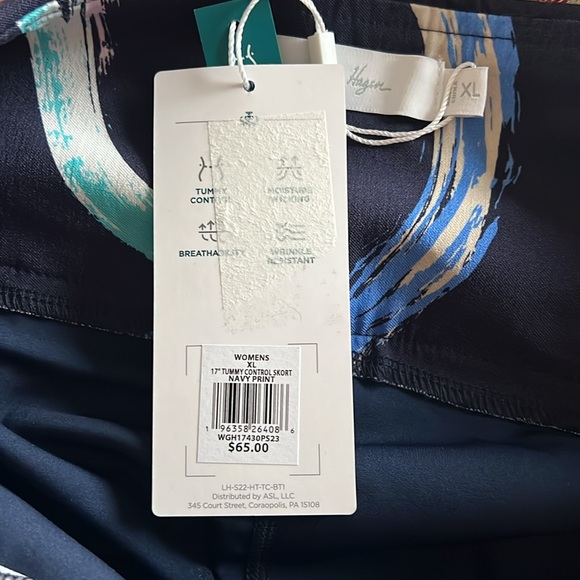 Hagen
XL
TUMMY
CONTROL
MOISTURE
WICKING
BREATHABILITY
WRINKLE
RESISTANT
WOMENS
XL
17" TUMMY CONTROL SKORT
NAVY PRINT
1 96358 26408 6
WGH17430PS23
$65.00
LH-S22-HT-TC-BT1
Distributed by ASL, LLC
345 Court Street, Coraopolis, PA 15108